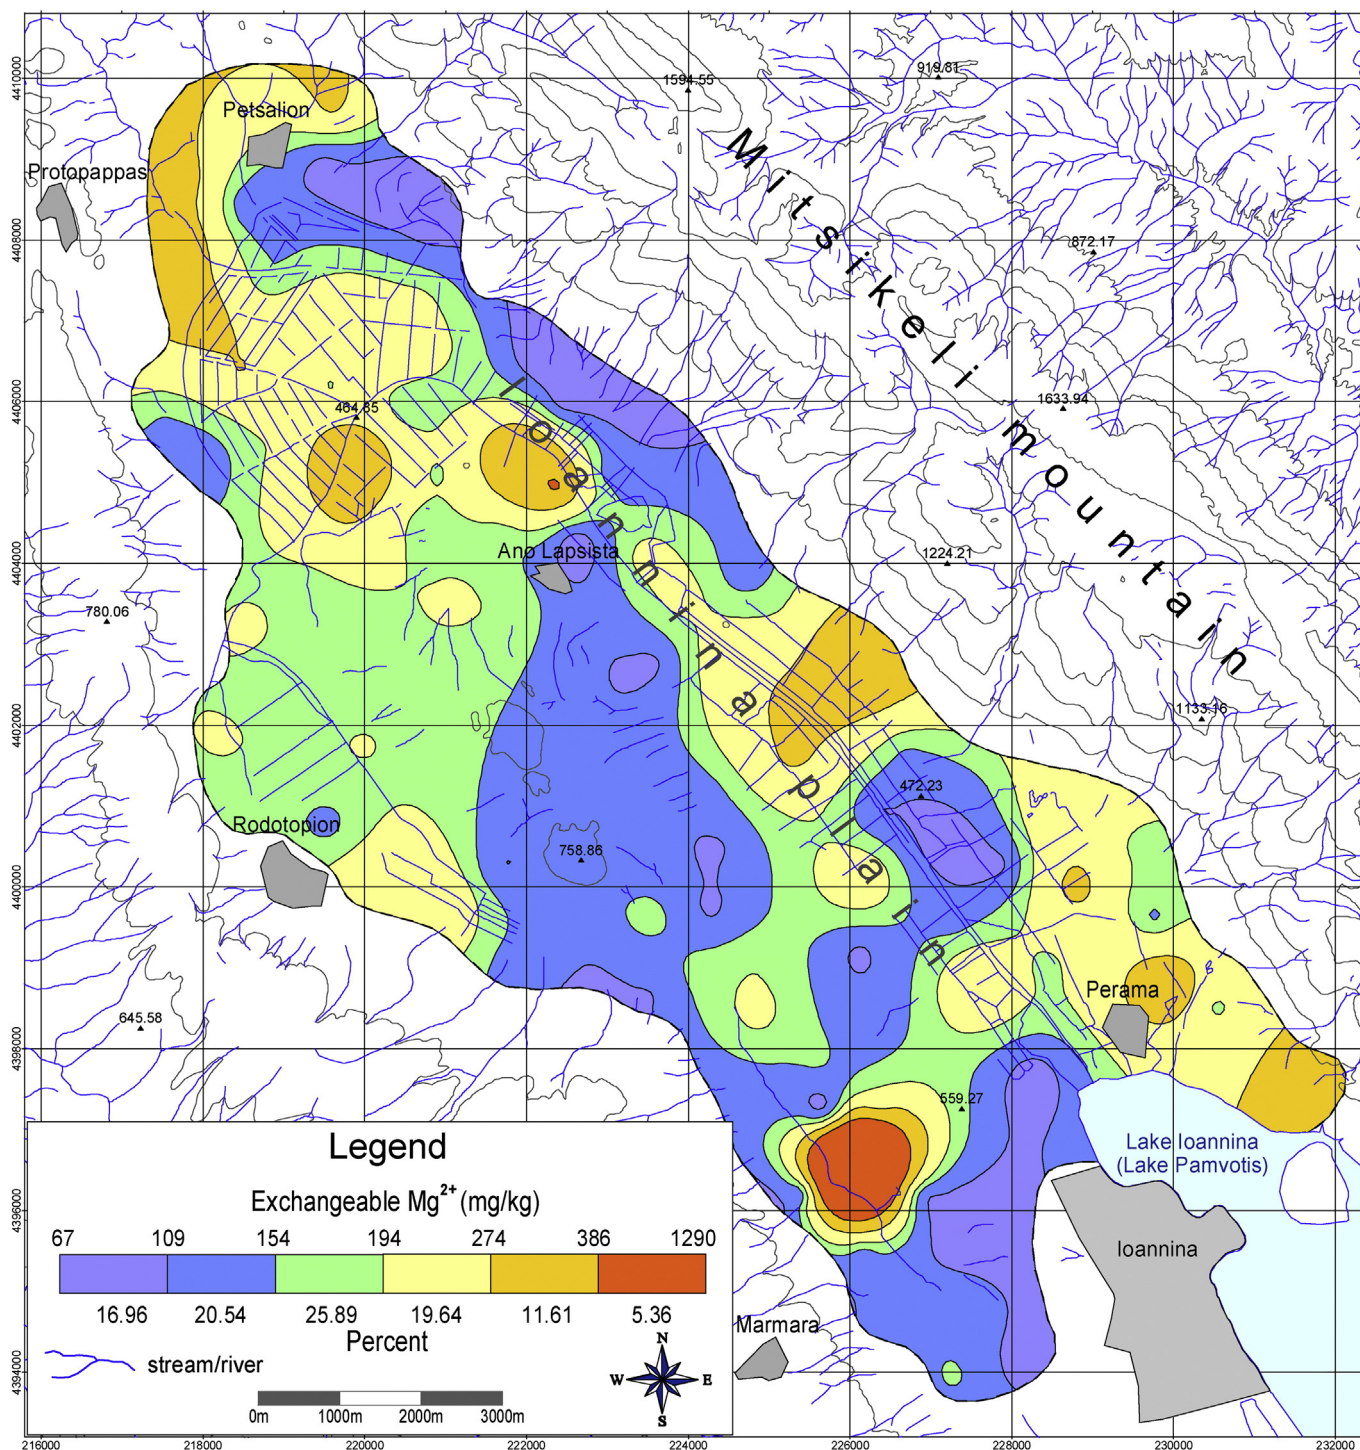 4410000
4408000
4406000
4404000
4402000
4400000
4398000
4396000
4394000
1594.55
919.81
Petsalion
Protopappas
Mitsikeli mountain
872.17
464.85
1633.94
Ioannina plain
Ano Lapsista
1224.21
780.06
1133.16
472.23
Rodotopion
758.86
Perama
645.58
559.27
Lake Ioannina
(Lake Pamvotis)
Ioannina
Marmara
Legend
Exchangeable Mg²⁺ (mg/kg)
67 109 154 194 274 386 1290
16.96 20.54 25.89 19.64 11.61 5.36
Percent
stream/river
N
W E
S
0m 1000m 2000m 3000m
216000 218000 220000 222000 224000 226000 228000 230000 232000